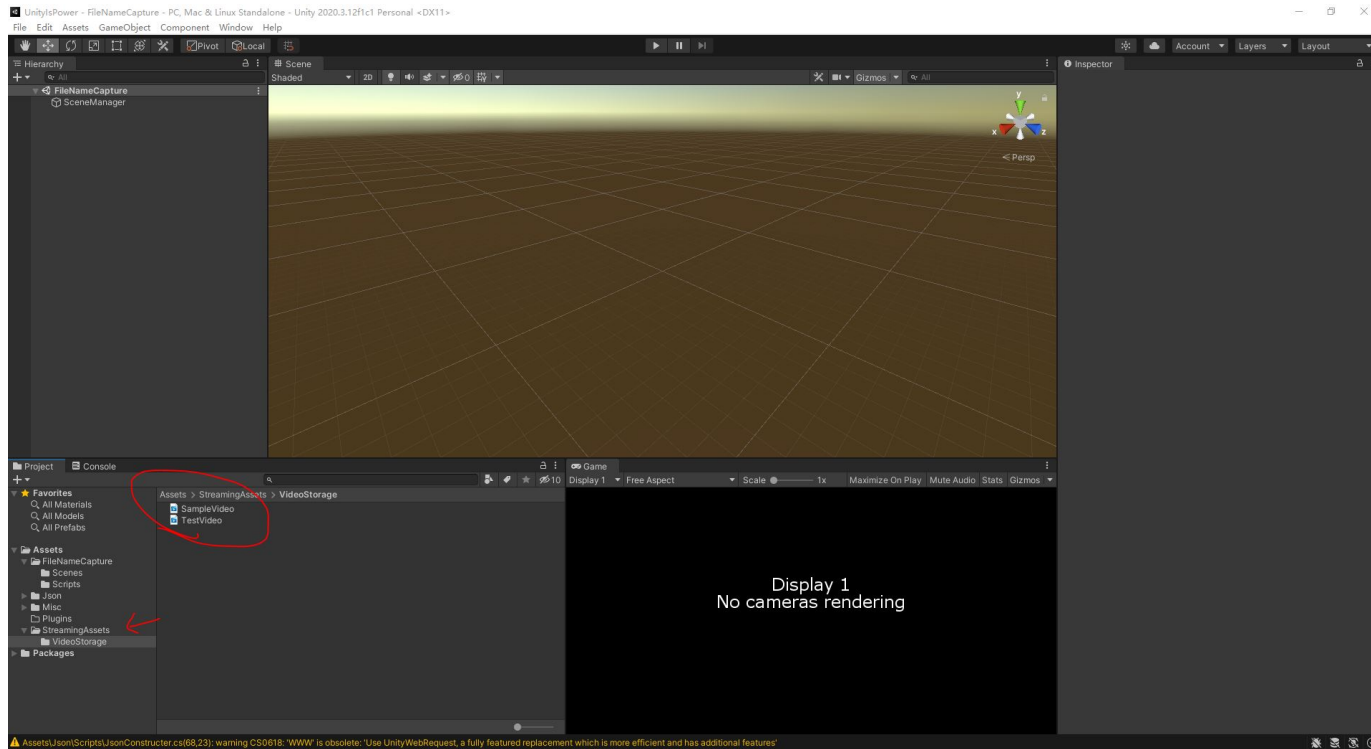 UnityIsPower - FileNameCapture - PC, Mac & Linux Standalone - Unity 2020.3.12f1c1 Personal <DX11>
File Edit Assets GameObject Component Window Help
Pivot Local Account Layers Layout
Hierarchy
All
FileNameCapture
SceneManager
Scene
Shaded 2D 0 Gizmos All
y
x z
Persp
Inspector
Project Console
10
Favorites
All Materials
All Models
All Prefabs
Assets
FileNameCapture
Scenes
Scripts
Json
Misc
Plugins
StreamingAssets
VideoStorage
Packages
Assets > StreamingAssets > VideoStorage
SampleVideo
TestVideo
Game
Display 1 Free Aspect Scale 1x Maximize On Play Mute Audio Stats Gizmos
Display 1
No cameras rendering
Assets\Json\Scripts\JsonConstructer.cs(68,23): warning CS0618: 'WWW' is obsolete: 'Use UnityWebRequest, a fully featured replacement which is more efficient and has additional features'